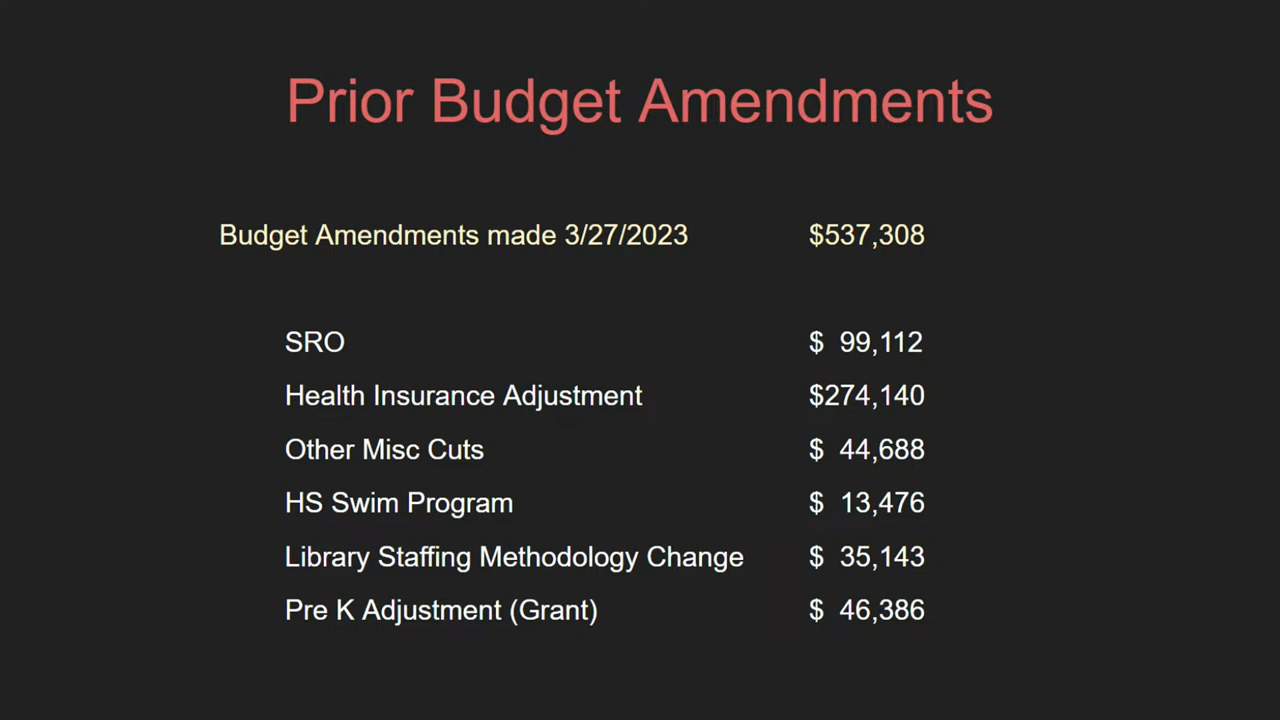 Prior Budget Amendments
Budget Amendments made 3/27/2023 $537,308
SRO $ 99,112
Health Insurance Adjustment $274,140
Other Misc Cuts $ 44,688
HS Swim Program $ 13,476
Library Staffing Methodology Change $ 35,143
Pre K Adjustment (Grant) $ 46,386